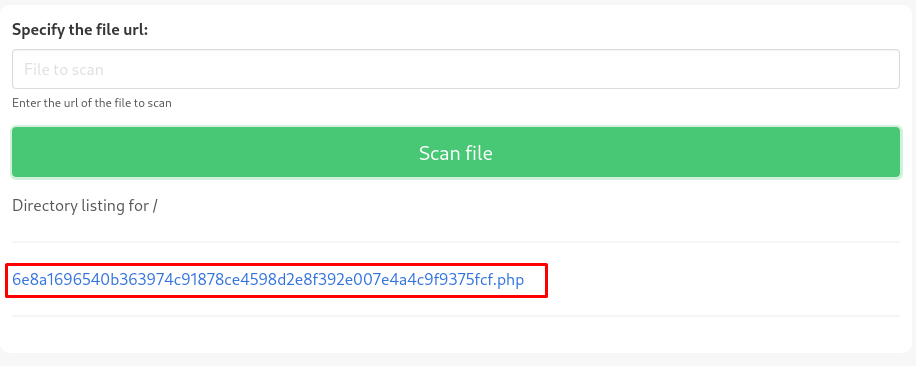 Specify the file url:
File to scan
Enter the url of the file to scan
Scan file
Directory listing for /
6e8a1696540b363974c91878ce4598d2e8f392e007e4a4c9f9375fcf.php